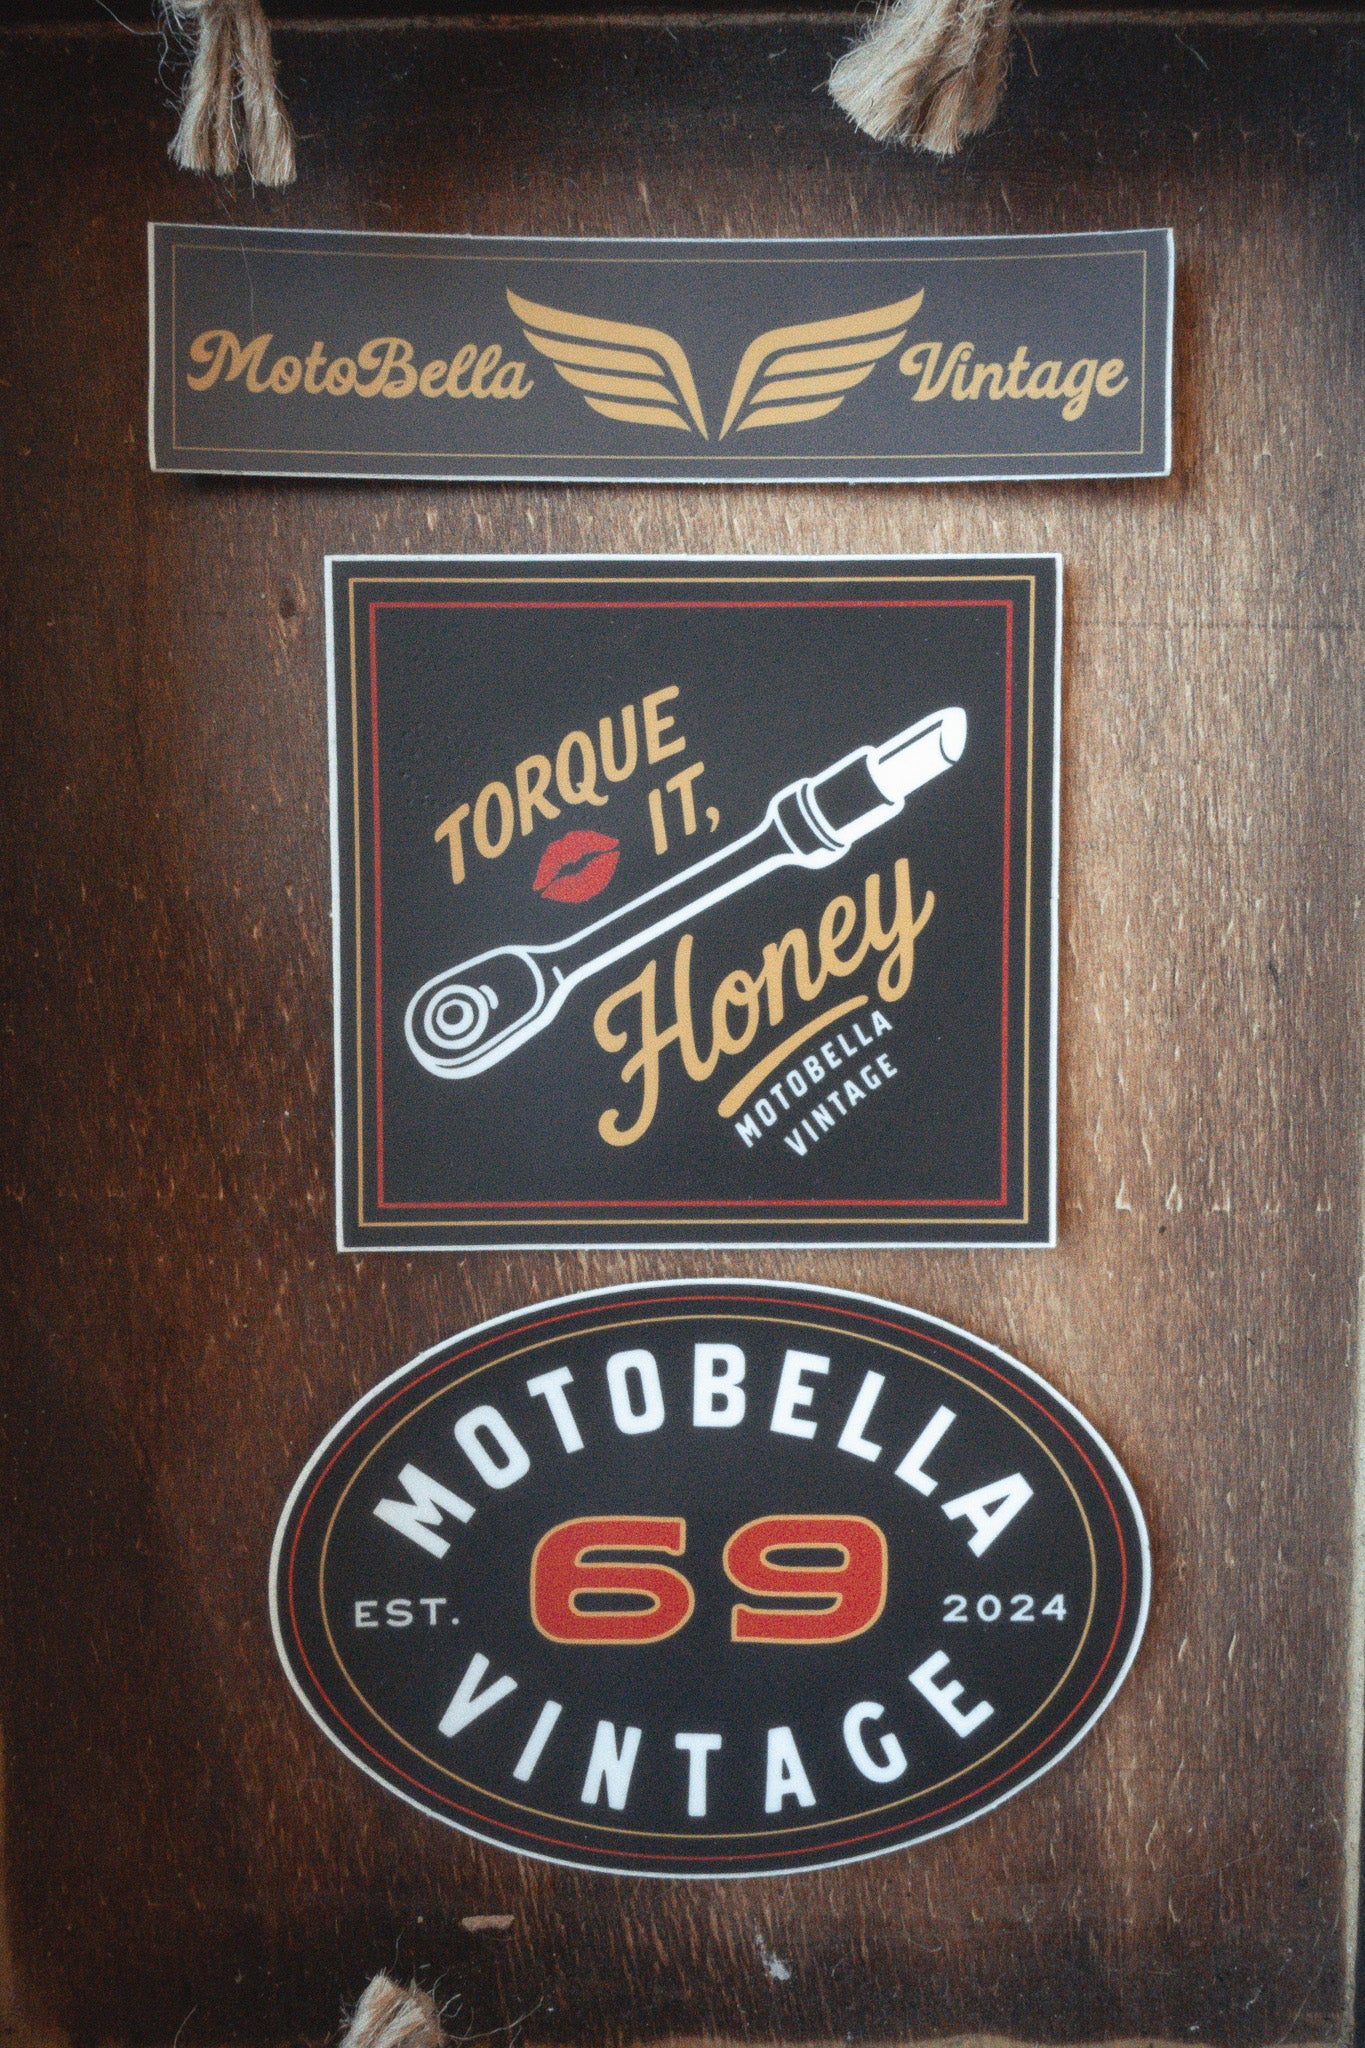 MotoBella Vintage
TORQUE
IT,
Honey
MOTOBELLA
VINTAGE
MOTOBELLA
EST. 69 2024
VINTAGE